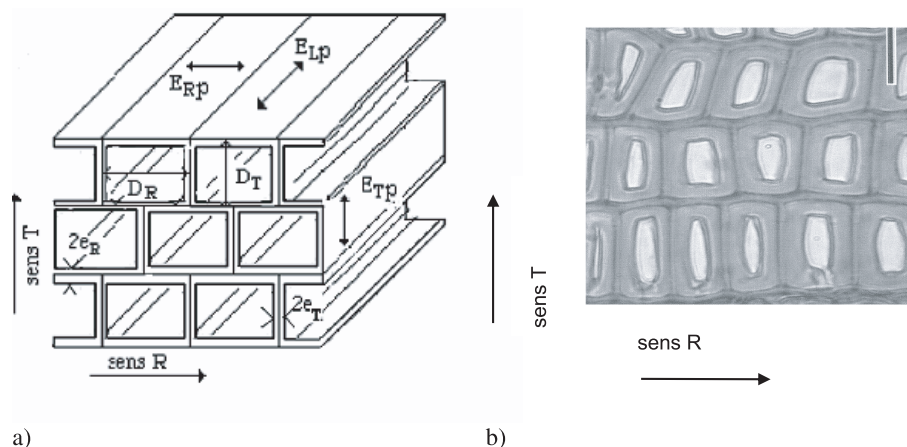 E_Lp
E_Rp
D_R
D_T
E_Tp
2e_R
2e_T
sens T
sens R
a)
sens T
sens R
b)